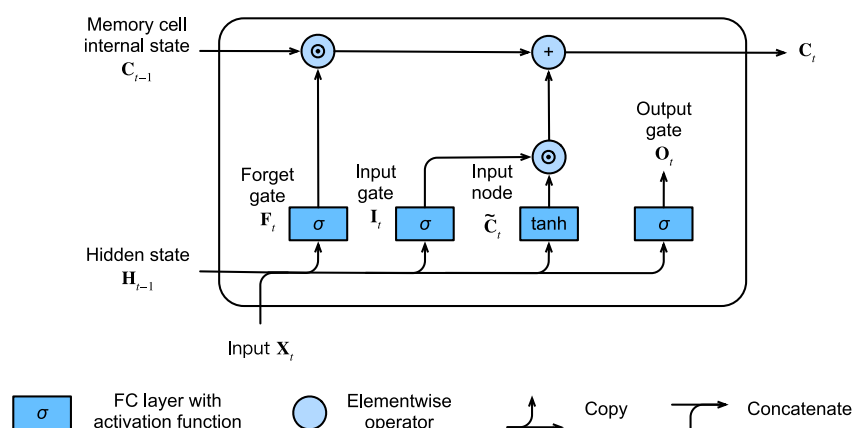 Memory cell
internal state
C_{t-1}
C_t
Output
gate
O_t
Forget
gate
F_t
Input
gate
I_t
Input
node
C̃_t
σ
σ
tanh
σ
Hidden state
H_{t-1}
Input X_t
σ
FC layer with
activation function
Elementwise
operator
Copy
Concatenate